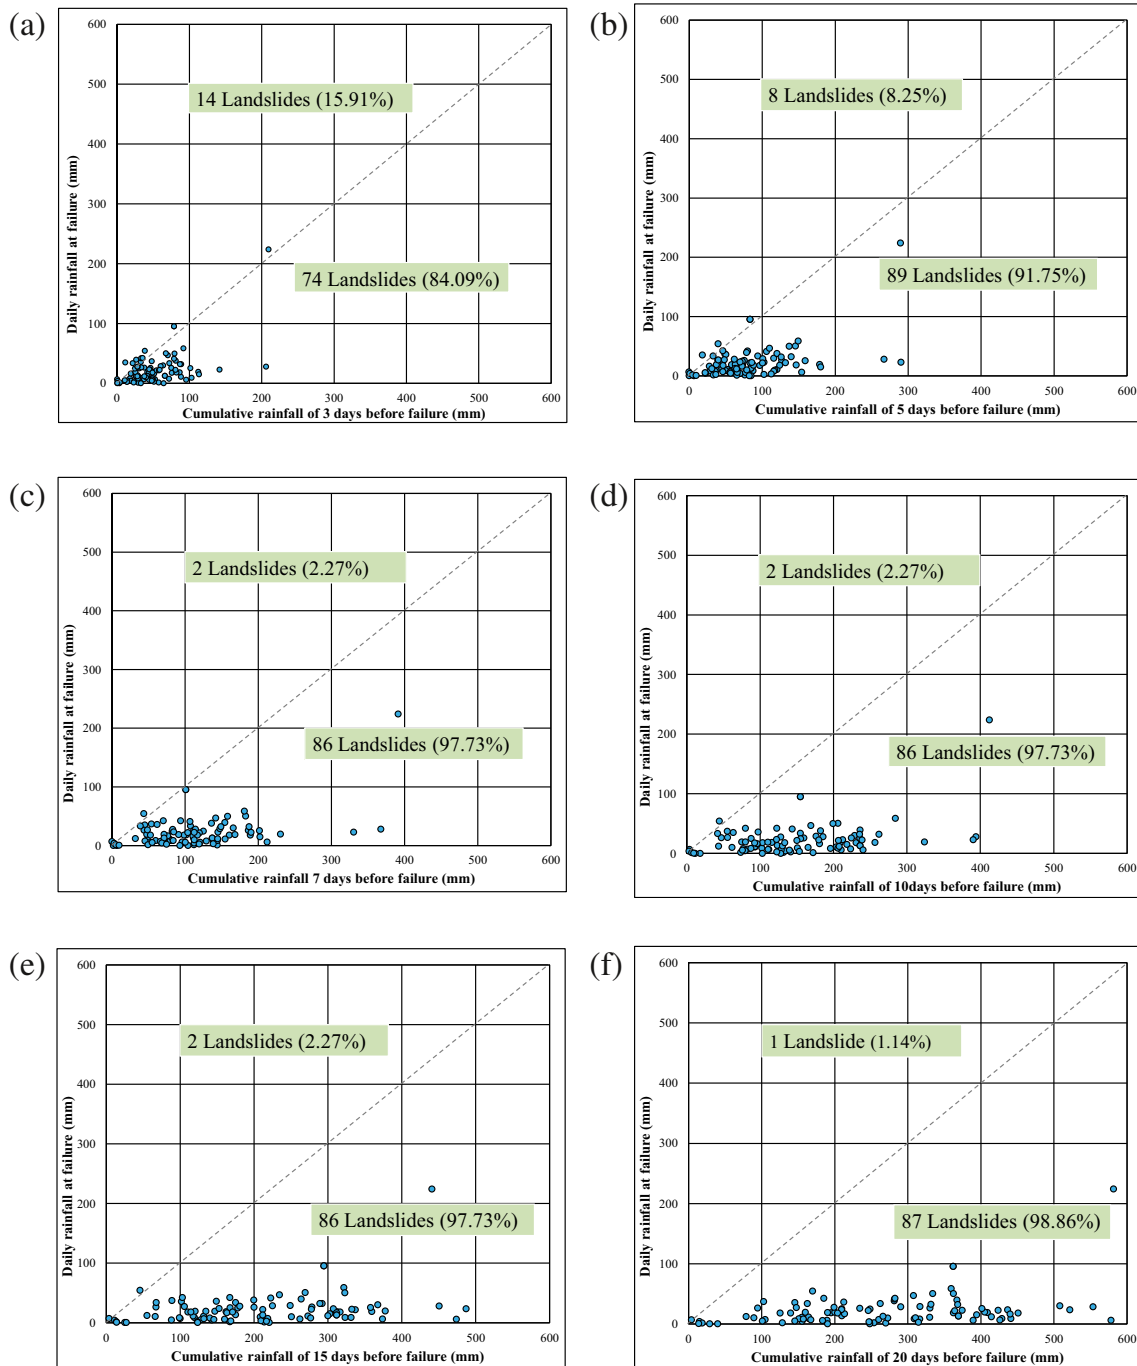 (a)
600
500
400
300
200
100
0
Daily rainfall at failure (mm)
14 Landslides (15.91%)
74 Landslides (84.09%)
0 100 200 300 400 500 600
Cumulative rainfall of 3 days before failure (mm)
(b)
600
500
400
300
200
100
0
Daily rainfall at failure (mm)
8 Landslides (8.25%)
89 Landslides (91.75%)
0 100 200 300 400 500 600
Cumulative rainfall of 5 days before failure (mm)
(c)
600
500
400
300
200
100
0
Daily rainfall at failure (mm)
2 Landslides (2.27%)
86 Landslides (97.73%)
0 100 200 300 400 500 600
Cumulative rainfall 7 days before failure (mm)
(d)
600
500
400
300
200
100
0
Daily rainfall at failure (mm)
2 Landslides (2.27%)
86 Landslides (97.73%)
0 100 200 300 400 500 600
Cumulative rainfall of 10days before failure (mm)
(e)
600
500
400
300
200
100
0
Daily rainfall at failure (mm)
2 Landslides (2.27%)
86 Landslides (97.73%)
0 100 200 300 400 500 600
Cumulative rainfall of 15 days before failure (mm)
(f)
600
500
400
300
200
100
0
Daily rainfall at failure (mm)
1 Landslide (1.14%)
87 Landslides (98.86%)
0 100 200 300 400 500 600
Cumulative rainfall of 20 days before failure (mm)